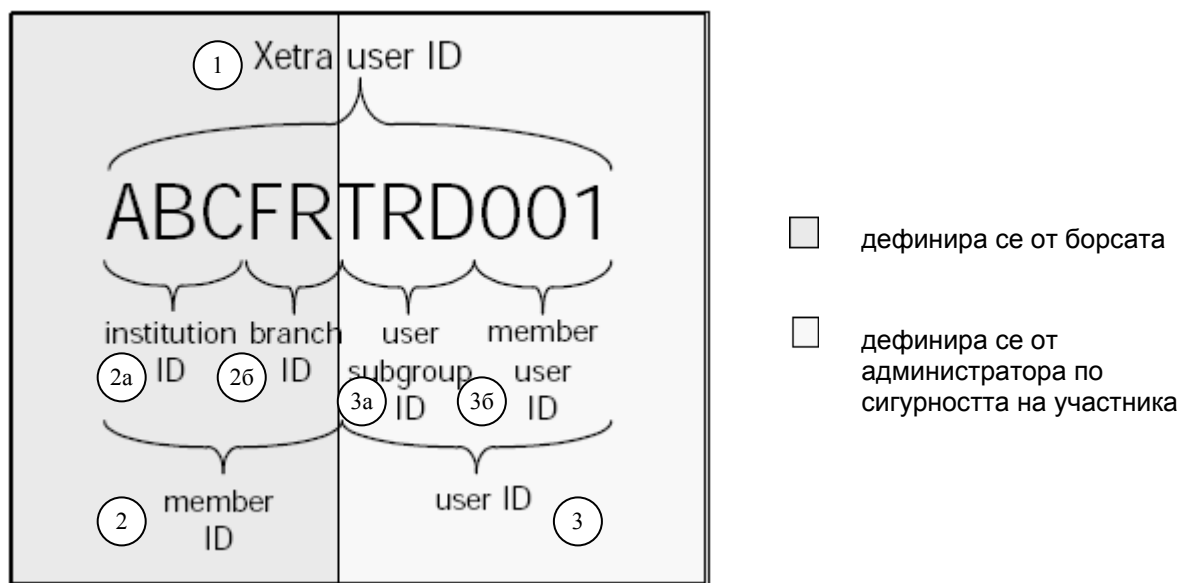 1 Xetra user ID
ABCFRTRD001
institution branch user member
2а ID 2б ID subgroup user
3а ID 3б ID
member user ID
2 ID 3
дефинира се от борсата
дефинира се от
администратора по
сигурността на участника